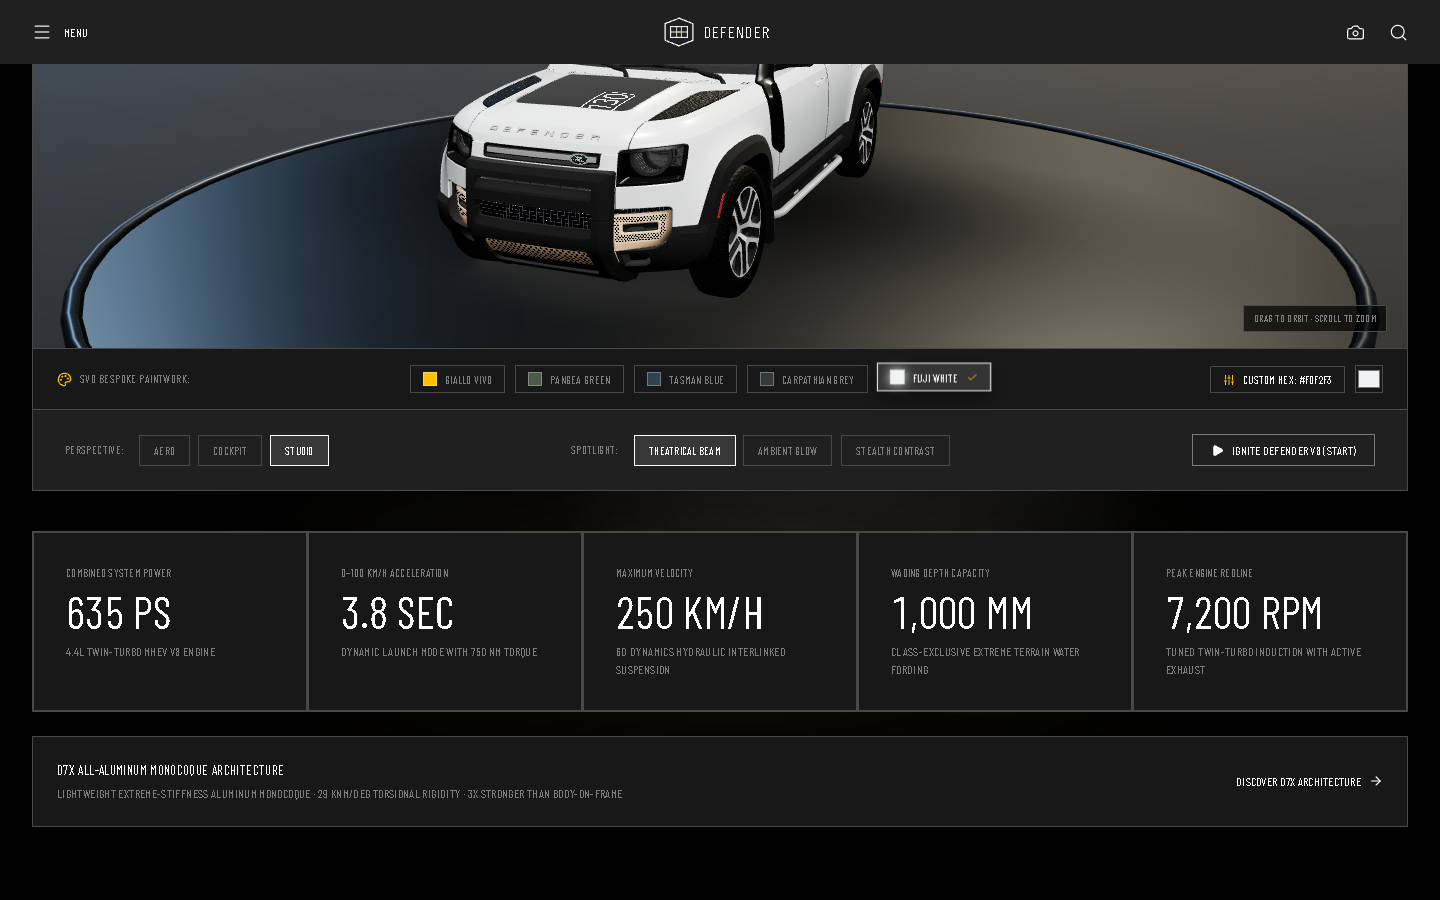 MENU
DEFENDER
DEFENDER
DRAG TO ORBIT · SCROLL TO ZOOM
SVO BESPOKE PAINTWORK:
GIALLO VIVO
PANGEA GREEN
TASMAN BLUE
CARPATHIAN GREY
FUJI WHITE
CUSTOM HEX: #F0F2F3
PERSPECTIVE:
AERO
COCKPIT
STUDIO
SPOTLIGHT:
THEATRICAL BEAM
AMBIENT GLOW
STEALTH CONTRAST
IGNITE DEFENDER V8 (START)
COMBINED SYSTEM POWER
635 PS
4.4L TWIN-TURBO MHEV V8 ENGINE
0-100 KM/H ACCELERATION
3.8 SEC
DYNAMIC LAUNCH MODE WITH 750 NM TORQUE
MAXIMUM VELOCITY
250 KM/H
6D DYNAMICS HYDRAULIC INTERLINKED
SUSPENSION
WADING DEPTH CAPACITY
1,000 MM
CLASS-EXCLUSIVE EXTREME TERRAIN WATER
FORDING
PEAK ENGINE REDLINE
7,200 RPM
TUNED TWIN-TURBO INDUCTION WITH ACTIVE
EXHAUST
D7X ALL-ALUMINUM MONOCOQUE ARCHITECTURE
LIGHTWEIGHT EXTREME-STIFFNESS ALUMINUM MONOCOQUE · 29 KNM/DEG TORSIONAL RIGIDITY · 3X STRONGER THAN BODY-ON-FRAME
DISCOVER D7X ARCHITECTURE